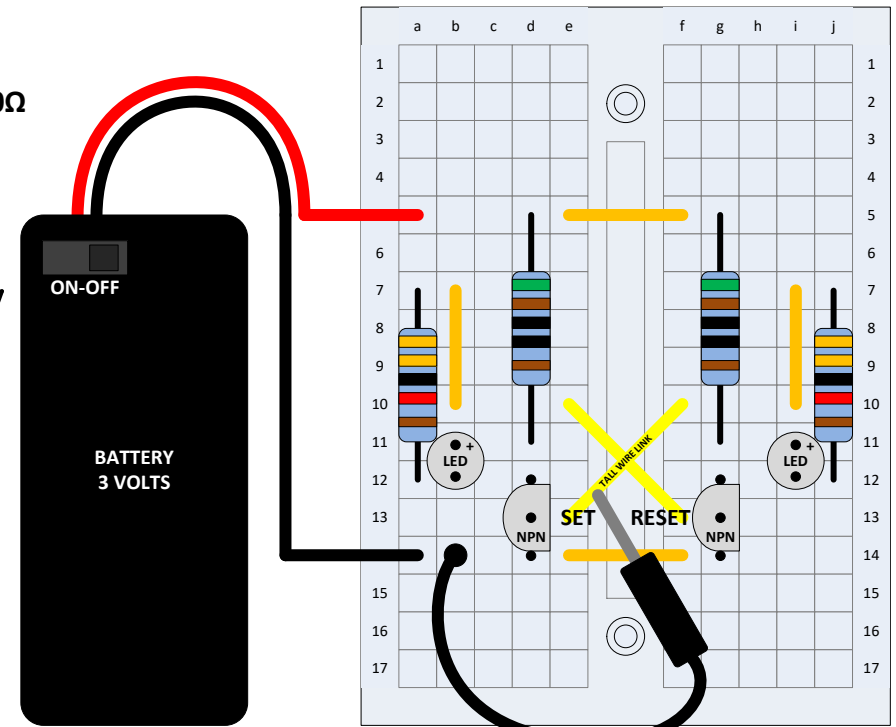 a b c d e f g h i j
0Ω
ON-OFF
BATTERY
3 VOLTS
1 1
2 2
3 3
4 4
5 5
6 6
7 7
8 8
9 9
10 10
11 11
12 12
13 13
14 14
15 15
16 16
17 17
LED +
LED +
TALL WIRE LINK
SET RESET
NPN NPN